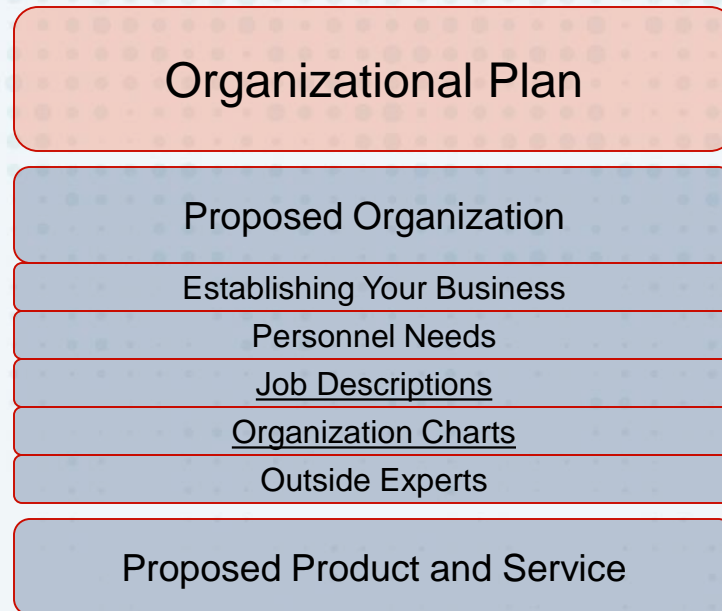 Organizational Plan
Proposed Organization
Establishing Your Business
Personnel Needs
Job Descriptions
Organization Charts
Outside Experts
Proposed Product and Service